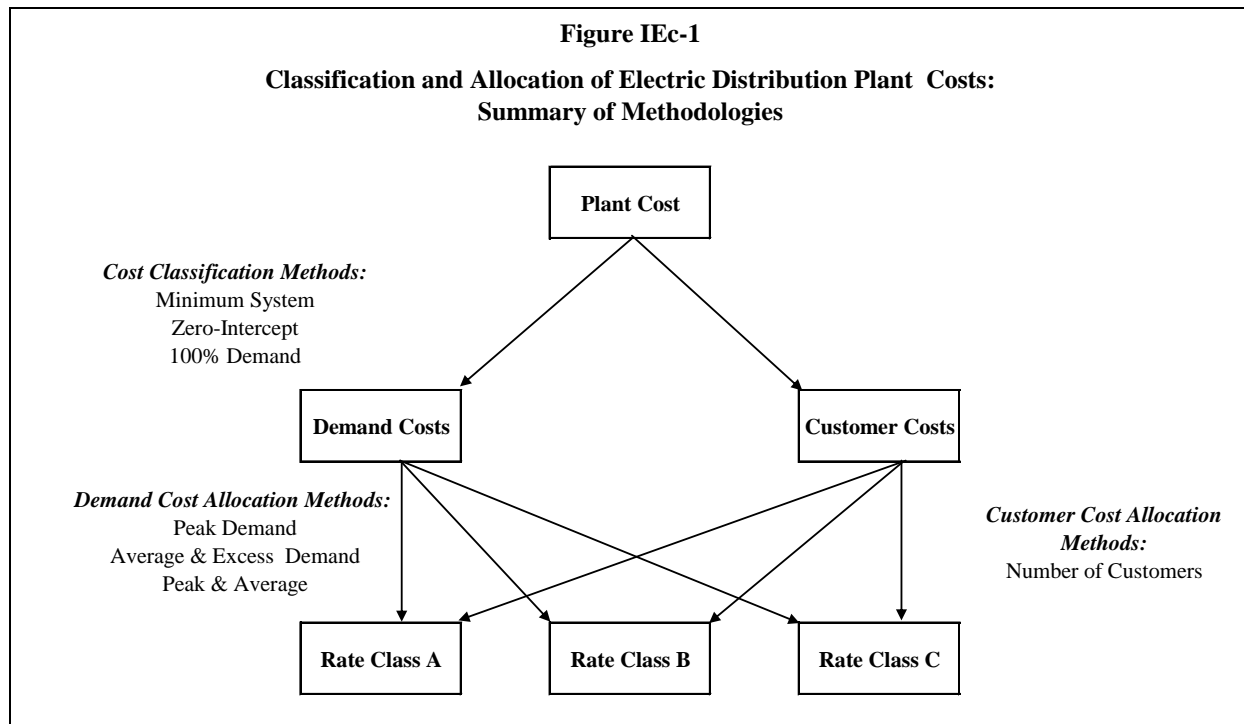 Figure IEc-1
Classification and Allocation of Electric Distribution Plant Costs:
Summary of Methodologies
Plant Cost
Cost Classification Methods:
Minimum System
Zero-Intercept
100% Demand
Demand Costs
Customer Costs
Demand Cost Allocation Methods:
Peak Demand
Average & Excess Demand
Peak & Average
Customer Cost Allocation
Methods:
Number of Customers
Rate Class A
Rate Class B
Rate Class C